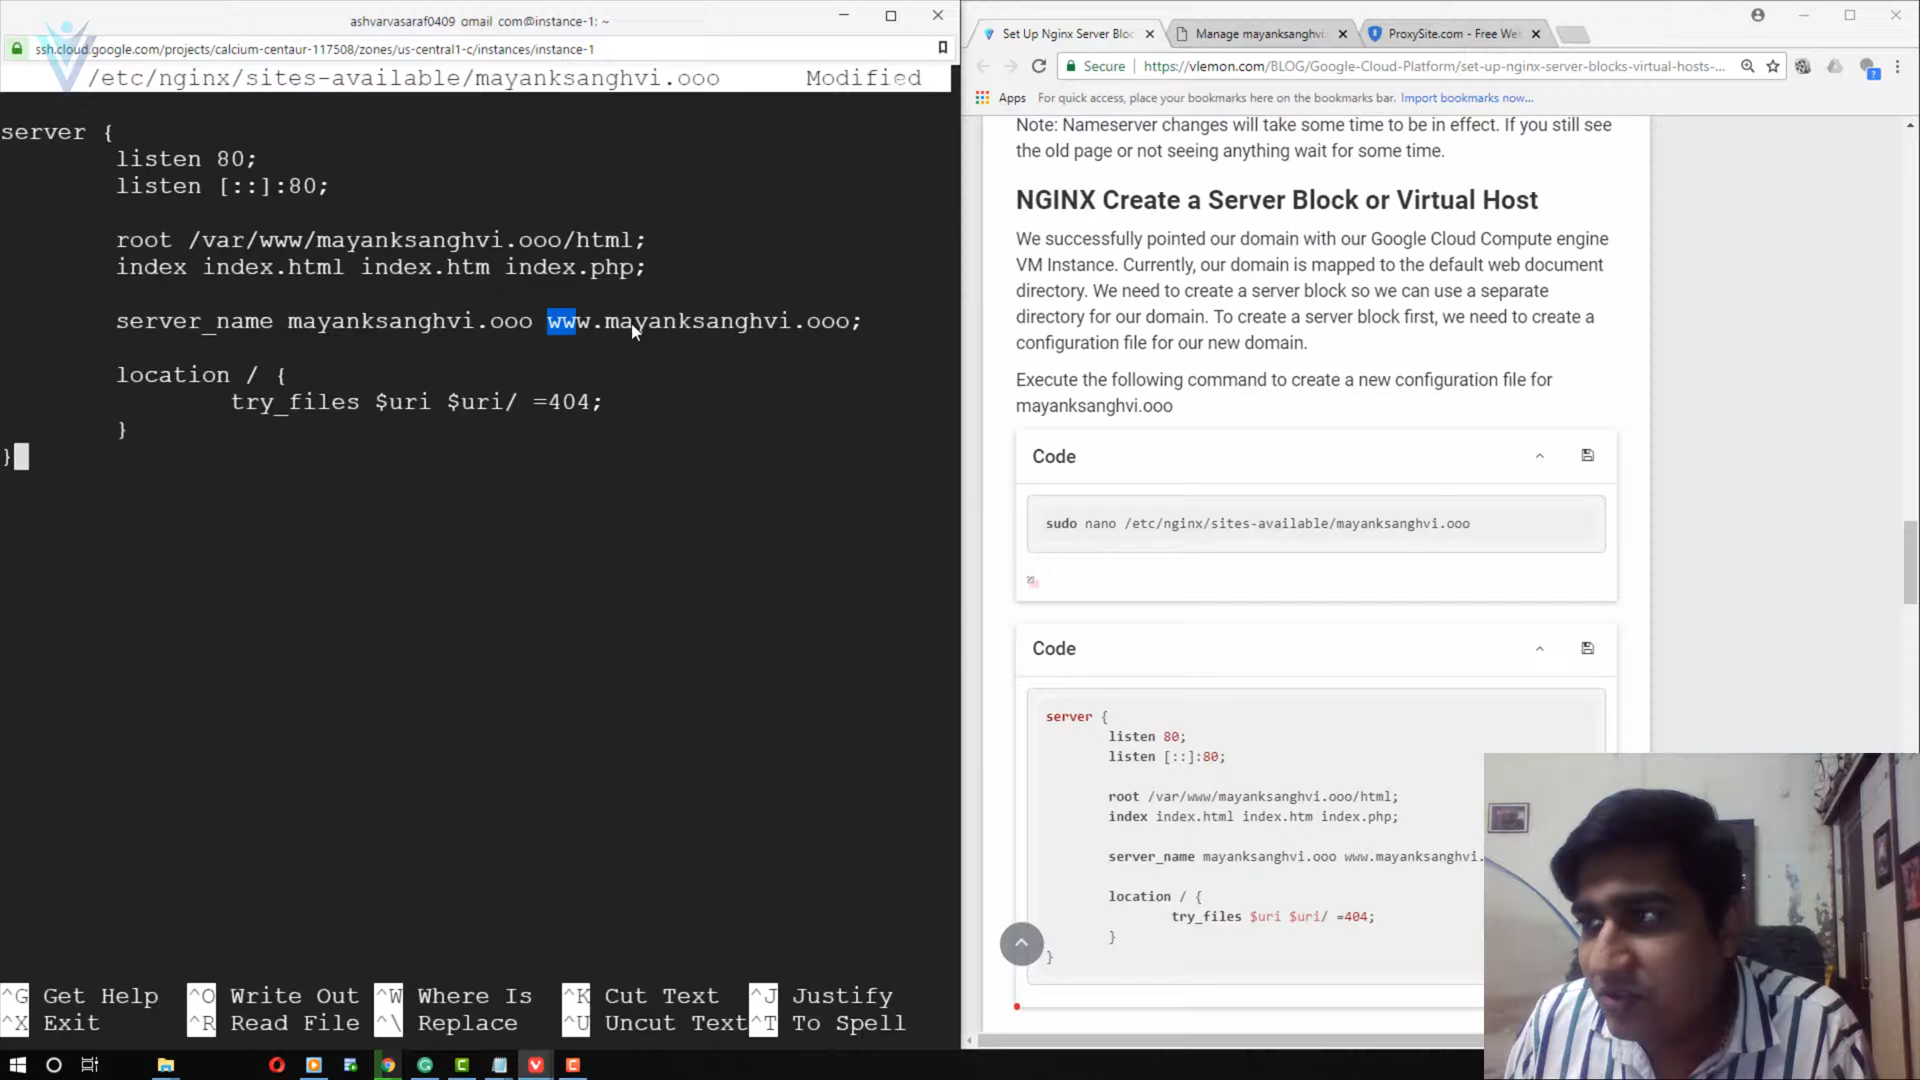 ashvarvasaraf0409 omail com@instance-1: ~
ssh.cloud.google.com/projects/calcium-centaur-117508/zones/us-central1-c/instances/instance-1
/etc/nginx/sites-available/mayanksanghvi.ooo Modified
server {
listen 80;
listen [::]:80;
root /var/www/mayanksanghvi.ooo/html;
index index.html index.htm index.php;
server_name mayanksanghvi.ooo www.mayanksanghvi.ooo;
location / {
try_files $uri $uri/ =404;
}
}
^G Get Help ^O Write Out ^W Where Is ^K Cut Text ^J Justify
^X Exit ^R Read File ^\ Replace ^U Uncut Text ^T To Spell
Set Up Nginx Server Bloc
Manage mayanksanghvi.
ProxySite.com - Free We
Secure https://vlemon.com/BLOG/Google-Cloud-Platform/set-up-nginx-server-blocks-virtual-hosts-...
Apps For quick access, place your bookmarks here on the bookmarks bar. Import bookmarks now...
Note: Nameserver changes will take some time to be in effect. If you still see
the old page or not seeing anything wait for some time.
NGINX Create a Server Block or Virtual Host
We successfully pointed our domain with our Google Cloud Compute engine
VM Instance. Currently, our domain is mapped to the default web document
directory. We need to create a server block so we can use a separate
directory for our domain. To create a server block first, we need to create a
configuration file for our new domain.
Execute the following command to create a new configuration file for
mayanksanghvi.ooo
Code
sudo nano /etc/nginx/sites-available/mayanksanghvi.ooo
Code
server {
listen 80;
listen [::]:80;
root /var/www/mayanksanghvi.ooo/html;
index index.html index.htm index.php;
server_name mayanksanghvi.ooo www.mayanksanghvi.
location / {
try_files $uri $uri/ =404;
}
}